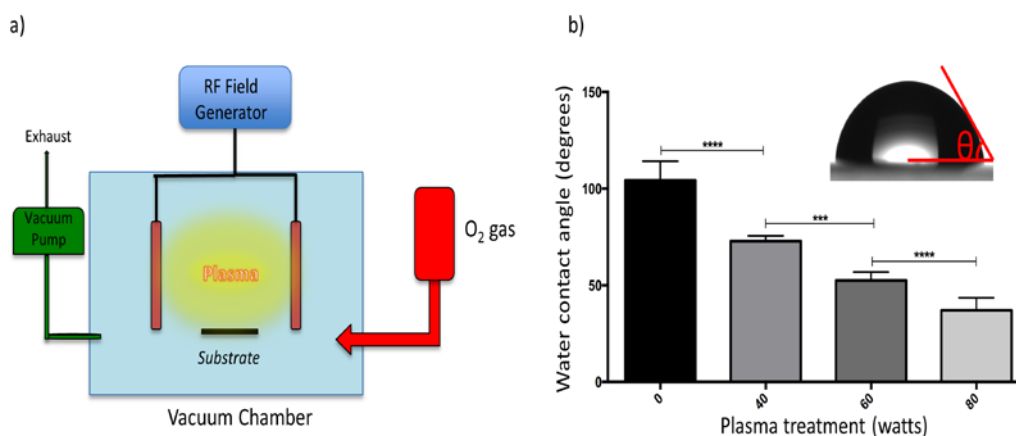 a)
RF Field
Generator
Exhaust
Vacuum
Pump
Plasma
O₂ gas
Substrate
Vacuum Chamber
b)
Water contact angle (degrees)
150
100
50
0
****
***
****
θ
0
40
60
80
Plasma treatment (watts)